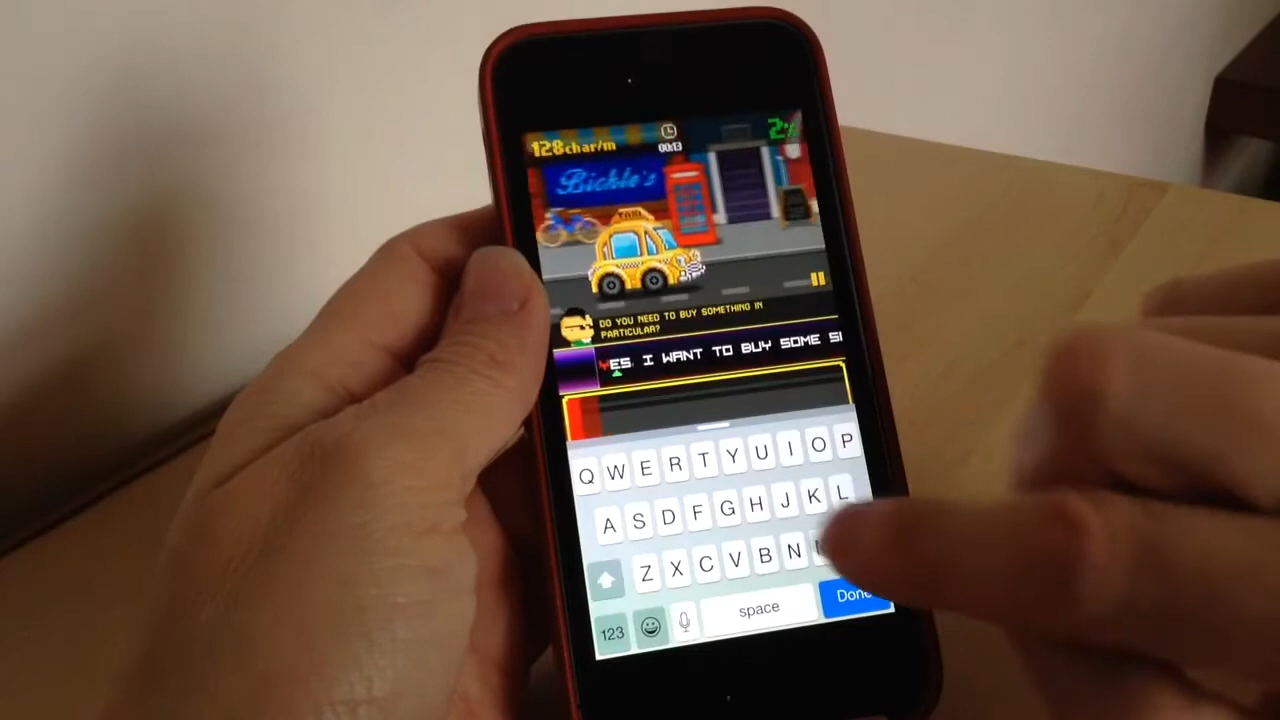 128char/m
00:13
2%
Bickle's
TAXI
DO YOU NEED TO BUY SOMETHING IN
PARTICULAR?
YES. I WANT TO BUY SOME
Q W E R T Y U I O P
A S D F G H J K L
Z X C V B N
123 space Done